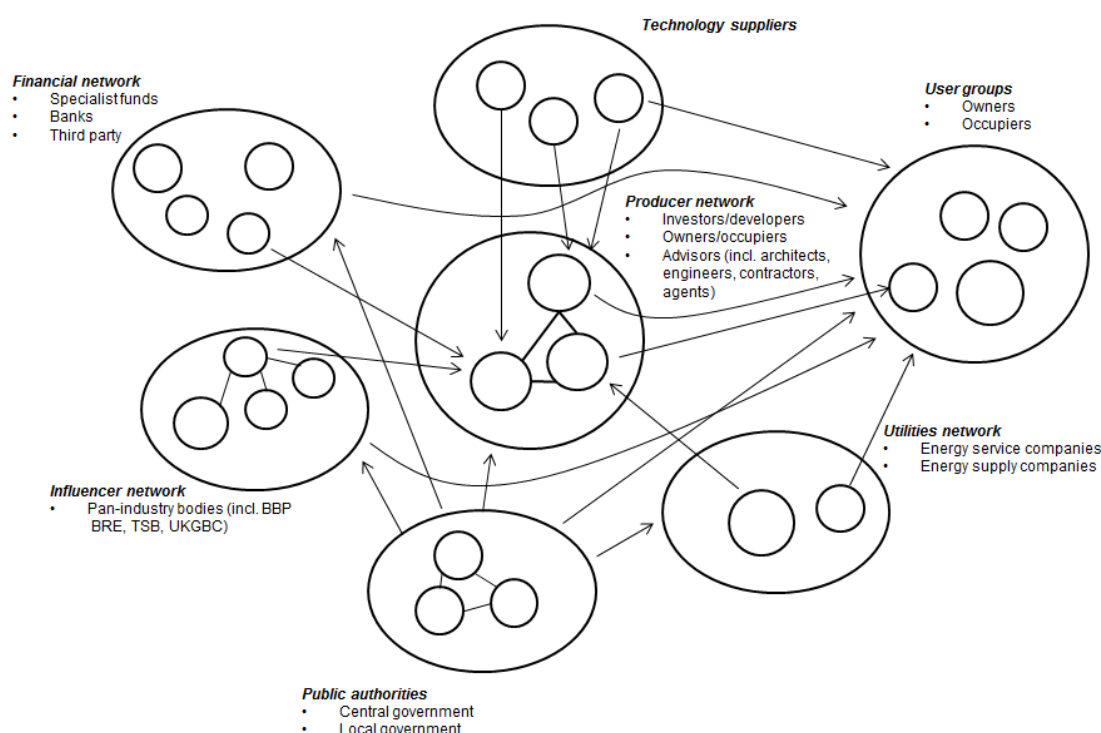 Technology suppliers
Financial network
• Specialist funds
• Banks
• Third party
User groups
• Owners
• Occupiers
Producer network
• Investors/developers
• Owners/occupiers
• Advisors (incl. architects,
engineers, contractors,
agents)
Utilities network
• Energy service companies
• Energy supply companies
Influencer network
• Pan-industry bodies (incl. BBP
BRE, TSB, UKGBC)
Public authorities
• Central government
• Local government